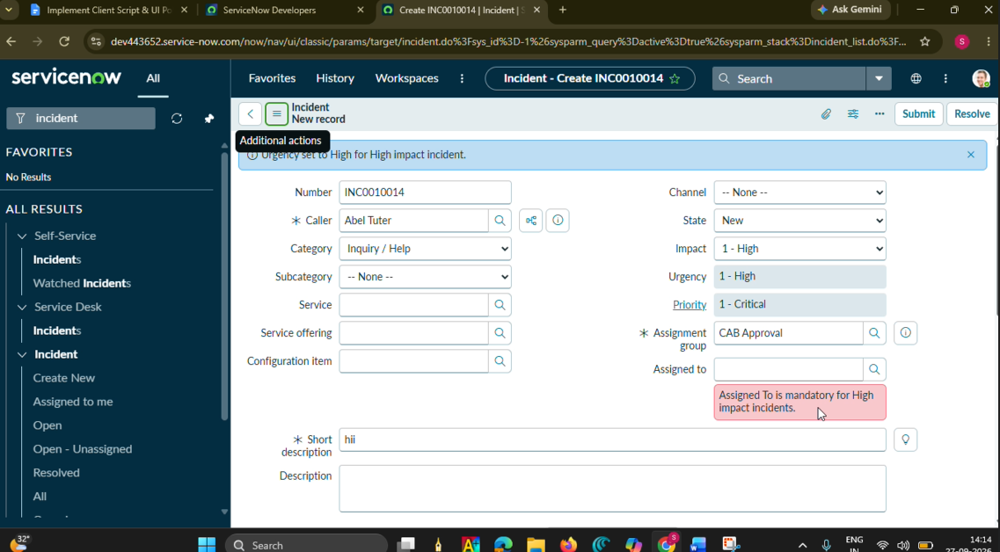 Implement Client Script & UI Po
ServiceNow Developers
Create INC0010014 | Incident | S
Ask Gemini
dev443652.service-now.com/now/nav/ui/classic/params/target/incident.do%3Fsys_id%3D-1%26sysparm_query%3Dactive%3Dtrue%26sysparm_stack%3Dincident_list.do%3F...
S
servicenow
All
Favorites
History
Workspaces
Incident - Create INC0010014
Search
incident
FAVORITES
No Results
ALL RESULTS
Self-Service
Incidents
Watched Incidents
Service Desk
Incidents
Incident
Create New
Assigned to me
Open
Open - Unassigned
Resolved
All
Incident
New record
Submit
Resolve
Additional actions
Urgency set to High for High impact incident.
Number
INC0010014
Caller
Abel Tuter
Category
Inquiry / Help
Subcategory
-- None --
Service
Service offering
Configuration item
Channel
-- None --
State
New
Impact
1 - High
Urgency
1 - High
Priority
1 - Critical
Assignment
group
CAB Approval
Assigned to
Assigned To is mandatory for High
impact incidents.
Short
description
hii
Description
32°
Search
S
ENG
IN
14:14
27-09-2026